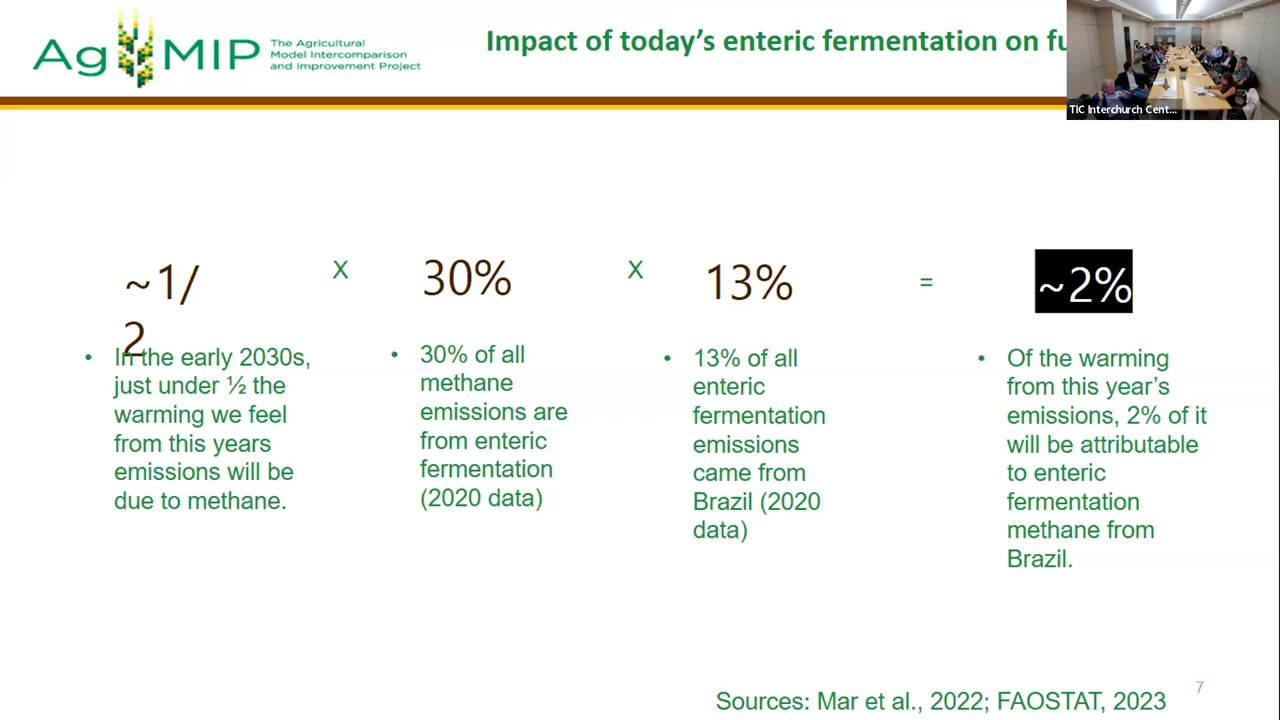 AgMIP
The Agricultural
Model Intercomparison
and Improvement Project
Impact of today's enteric fermentation on
TIC Interchurch Cent...
~1/
2
X
30%
X
13%
=
~2%
• In the early 2030s,
just under ½ the
warming we feel
from this years
emissions will be
due to methane.
• 30% of all
methane
emissions are
from enteric
fermentation
(2020 data)
• 13% of all
enteric
fermentation
emissions
came from
Brazil (2020
data)
• Of the warming
from this year's
emissions, 2% of it
will be attributable
to enteric
fermentation
methane from
Brazil.
Sources: Mar et al., 2022; FAOSTAT, 2023
7